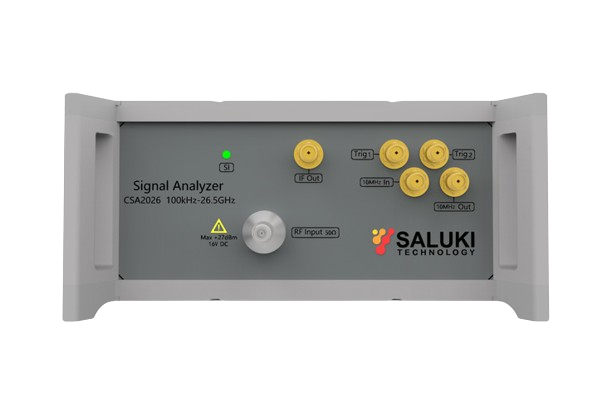 SI
Signal Analyzer
CSA2026 100kHz-26.5GHz
Max +27dBm
16V DC
RF Input 50Ω
IF Out
Trig1
Trig2
10MHz In
10MHz Out
SALUKI
TECHNOLOGY